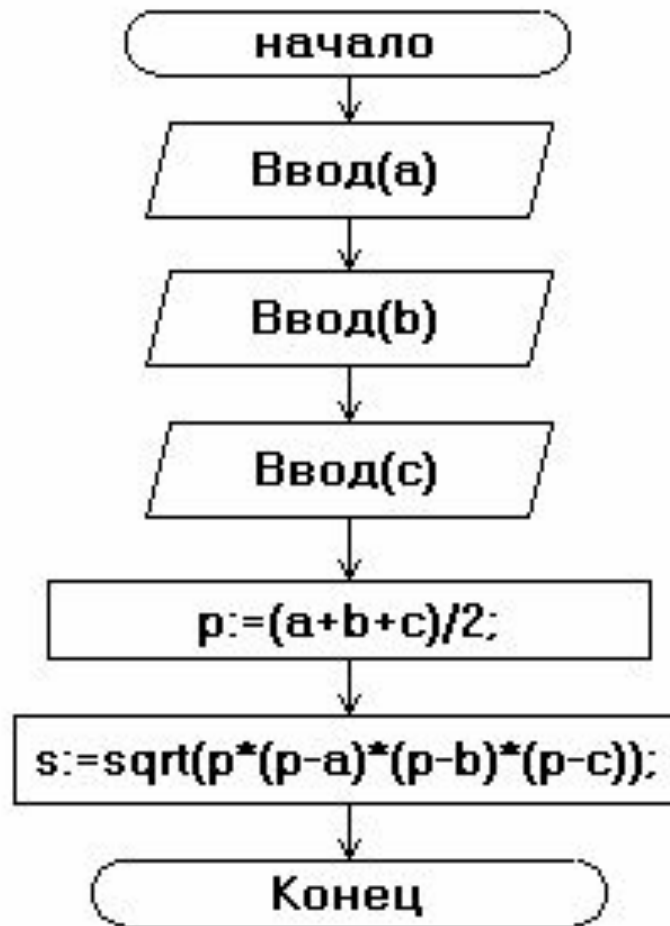 начало
Ввод(a)
Ввод(b)
Ввод(c)
p:=(a+b+c)/2;
s:=sqrt(p*(p-a)*(p-b)*(p-c));
Конец